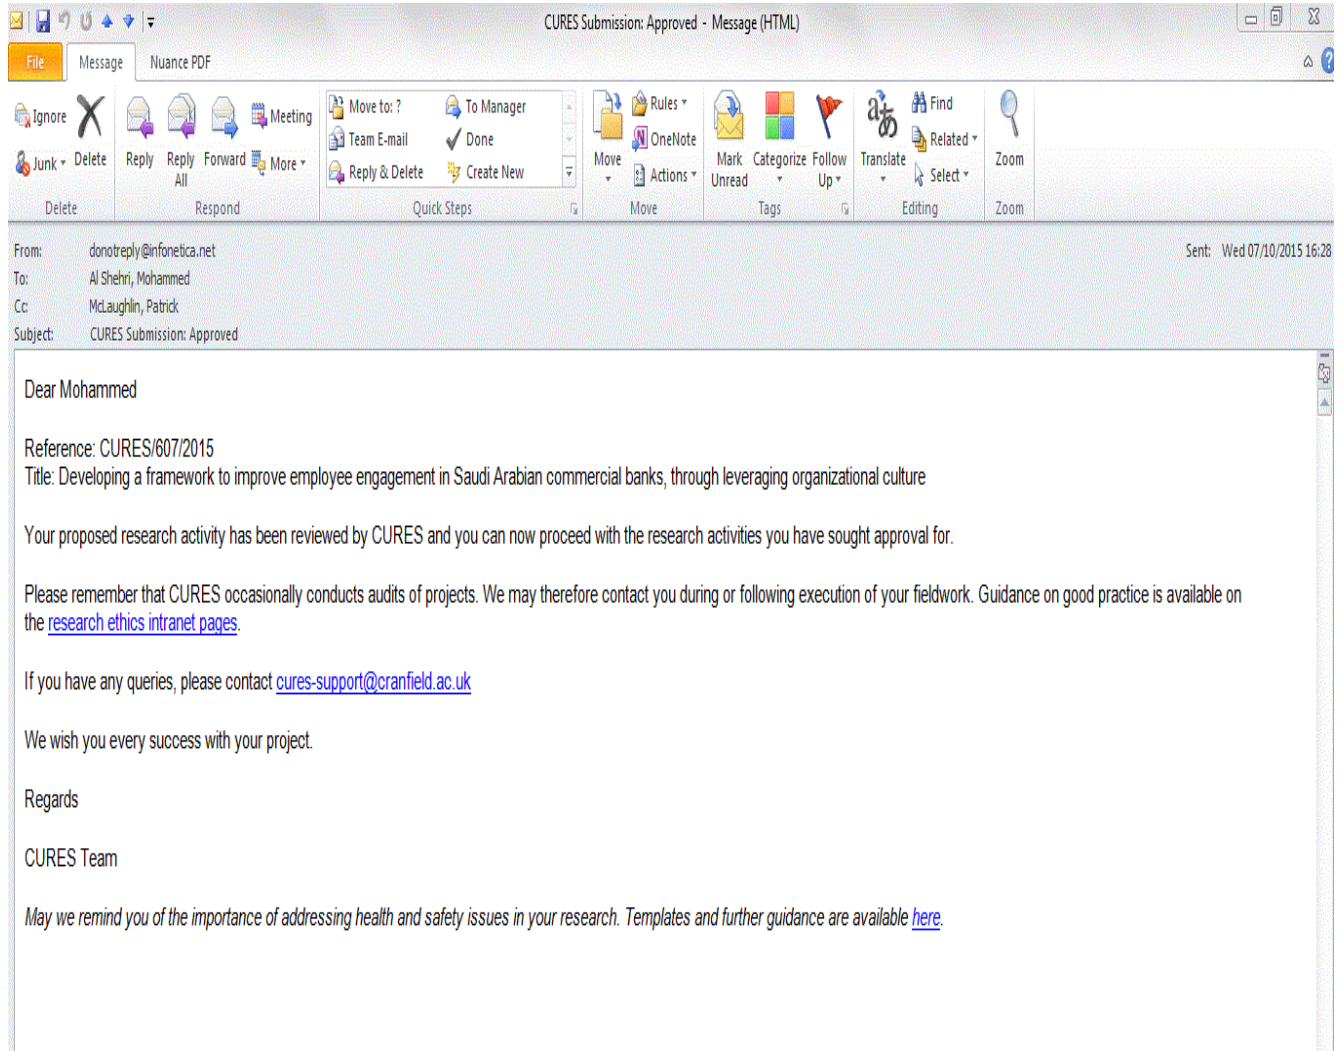 CURES Submission: Approved - Message (HTML)
File Message Nuance PDF
Ignore
Junk
Delete
Reply
Reply All
Forward
Meeting
More
Move to: ?
Team E-mail
Reply & Delete
To Manager
Done
Create New
Move
Rules
OneNote
Actions
Mark Unread
Categorize
Follow Up
Translate
Find
Related
Select
Zoom
Delete Respond Quick Steps Move Tags Editing Zoom
From: donotreply@infonetica.net
Sent: Wed 07/10/2015 16:28
To: Al Shehri, Mohammed
Cc: McLaughlin, Patrick
Subject: CURES Submission: Approved
Dear Mohammed
Reference: CURES/607/2015
Title: Developing a framework to improve employee engagement in Saudi Arabian commercial banks, through leveraging organizational culture
Your proposed research activity has been reviewed by CURES and you can now proceed with the research activities you have sought approval for.
Please remember that CURES occasionally conducts audits of projects. We may therefore contact you during or following execution of your fieldwork. Guidance on good practice is available on
the research ethics intranet pages.
If you have any queries, please contact cures-support@cranfield.ac.uk
We wish you every success with your project.
Regards
CURES Team
May we remind you of the importance of addressing health and safety issues in your research. Templates and further guidance are available here.